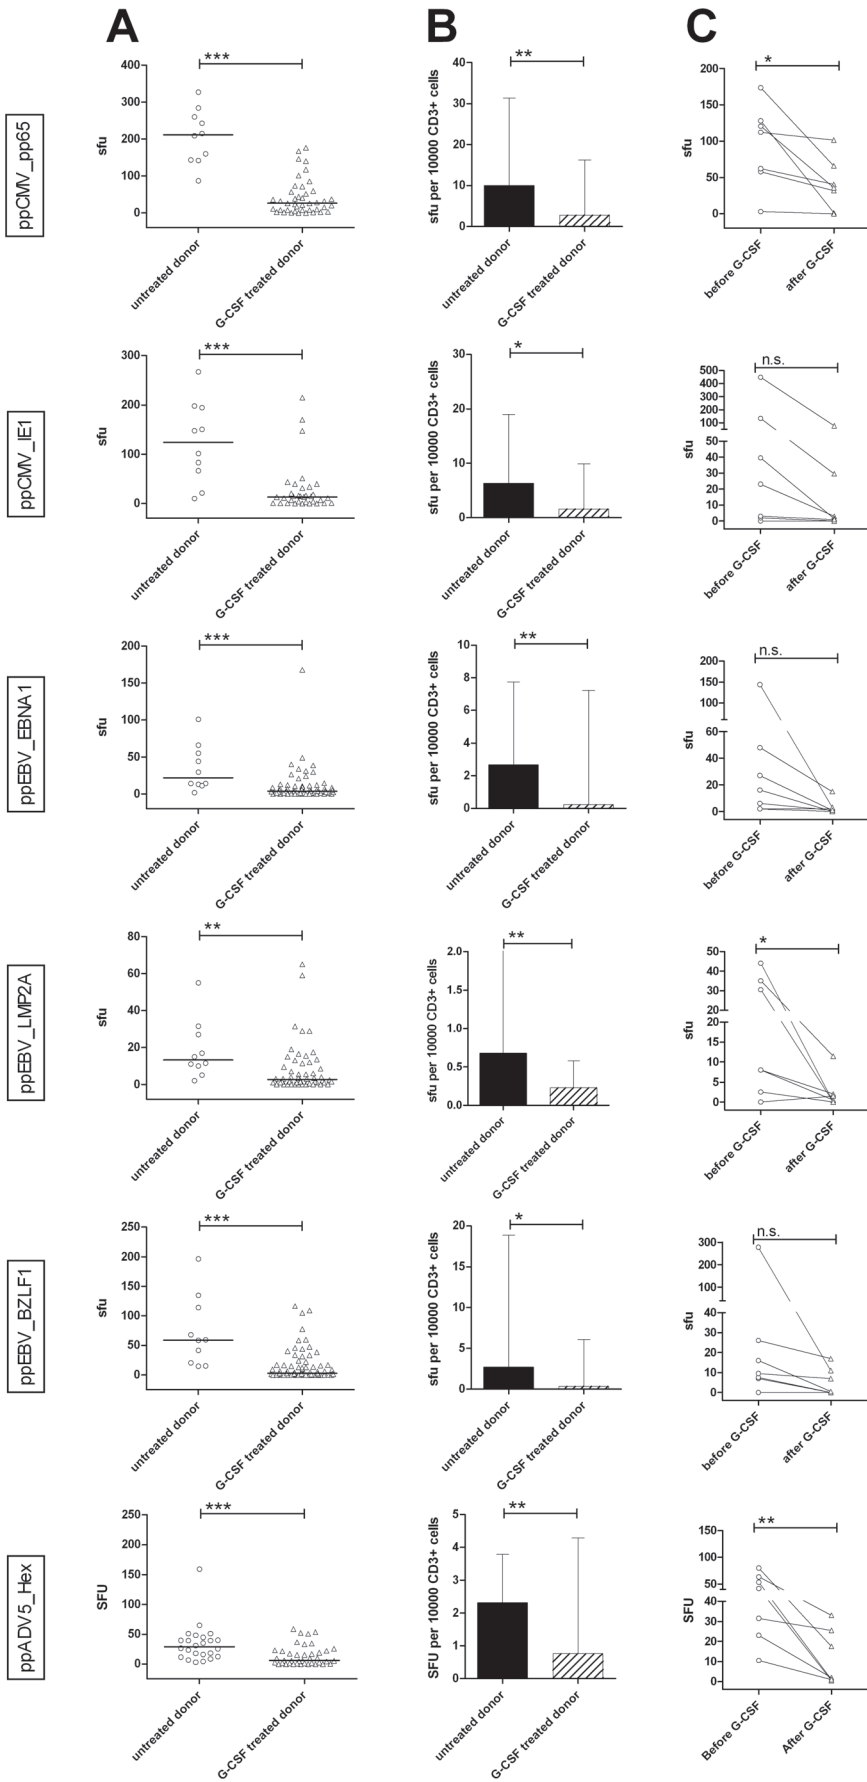 A
B
C
ppCMV_pp65
***
400
300
200
100
0
sfu
untreated donor
G-CSF treated donor
**
40
30
20
10
0
sfu per 10000 CD3+ cells
untreated donor
G-CSF treated donor
*
200
150
100
50
0
sfu
before G-CSF
after G-CSF
ppCMV_IE1
***
300
200
100
0
sfu
untreated donor
G-CSF treated donor
*
30
20
10
0
sfu per 10000 CD3+ cells
untreated donor
G-CSF treated donor
n.s.
500
400
300
200
100
50
40
30
20
10
0
sfu
before G-CSF
after G-CSF
ppEBV_EBNA1
***
200
150
100
50
0
sfu
untreated donor
G-CSF treated donor
**
10
8
6
4
2
0
sfu per 10000 CD3+ cells
untreated donor
G-CSF treated donor
n.s.
200
150
100
60
40
20
0
sfu
before G-CSF
after G-CSF
ppEBV_LMP2A
**
80
60
40
20
0
sfu
untreated donor
G-CSF treated donor
**
2.0
1.5
1.0
0.5
0.0
sfu per 10000 CD3+ cells
untreated donor
G-CSF treated donor
*
50
40
30
20
20
15
10
5
0
sfu
before G-CSF
after G-CSF
ppEBV_BZLF1
***
250
200
150
100
50
0
sfu
untreated donor
G-CSF treated donor
*
20
15
10
5
0
sfu per 10000 CD3+ cells
untreated donor
G-CSF treated donor
n.s.
300
200
100
40
30
20
10
0
sfu
before G-CSF
after G-CSF
ppADV5_Hex
***
250
200
150
100
50
0
SFU
untreated donor
G-CSF treated donor
**
5
4
3
2
1
0
SFU per 10000 CD3+ cells
untreated donor
G-CSF treated donor
**
150
100
50
40
30
20
10
0
SFU
Before G-CSF
After G-CSF